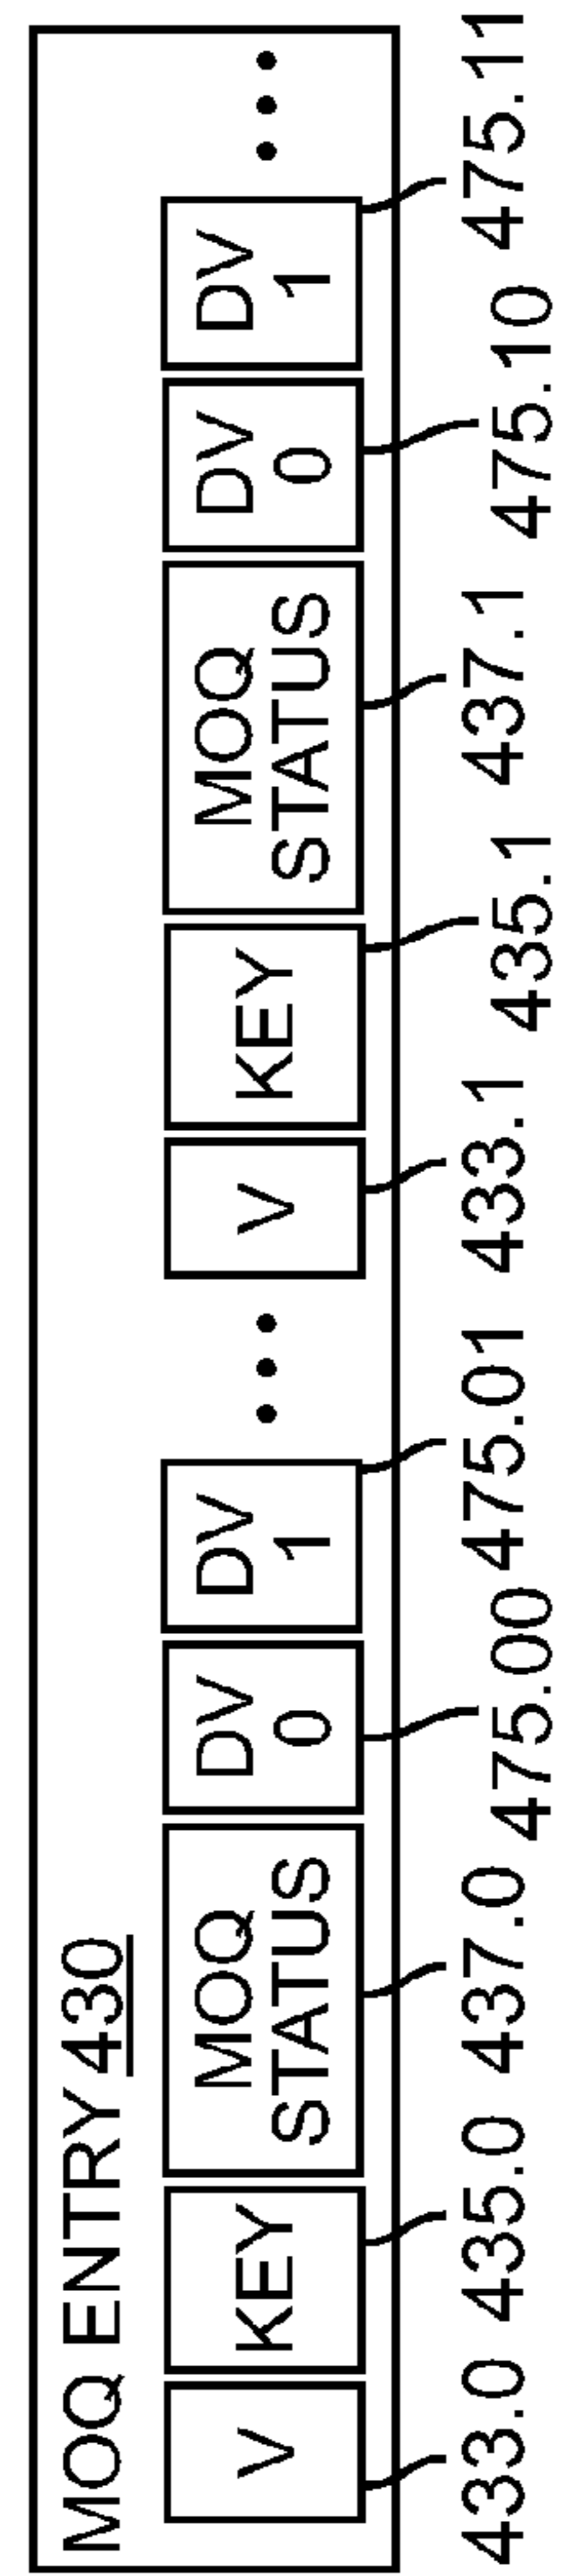 MOQ ENTRY 430
V
KEY
MOQ
STATUS
DV
0
DV
1
• • •
V
KEY
MOQ
STATUS
DV
0
DV
1
• • •
433.0
435.0
437.0
475.00
475.01
433.1
435.1
437.1
475.10
475.11